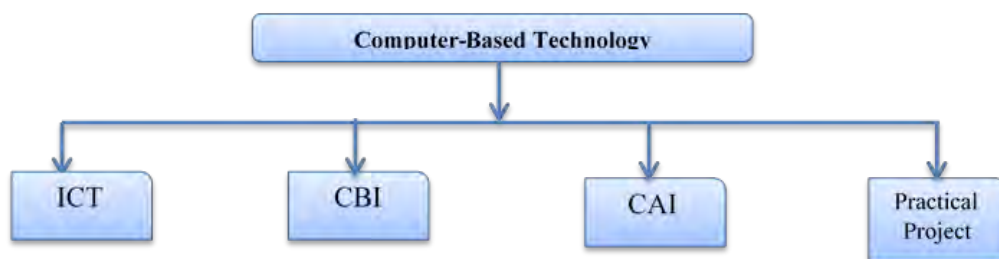 Computer-Based Technology
ICT
CBI
CAI
Practical
Project